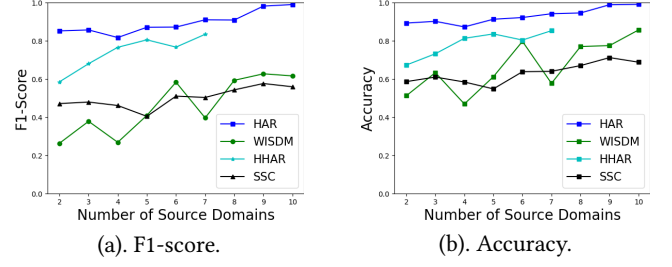 1.0
0.8
0.6
0.4
0.2
0.0
F1-Score
HAR
WISDM
HHAR
SSC
2 3 4 5 6 7 8 9 10
Number of Source Domains
(a). F1-score.
1.0
0.8
0.6
0.4
0.2
0.0
Accuracy
HAR
WISDM
HHAR
SSC
2 3 4 5 6 7 8 9 10
Number of Source Domains
(b). Accuracy.